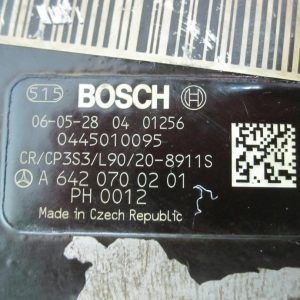 515 BOSCH
06-05-28 04 01256
0445010095
CR/CP3S3/L90/20-8911S
A 642 070 02 01
PH 0012
Made in Czech Republic